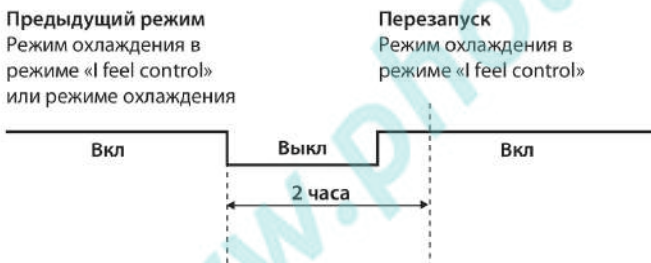 Предыдущий режим
Режим охлаждения в
режиме «I feel control»
или режиме охлаждения
Перезапуск
Режим охлаждения в
режиме «I feel control»
Вкл
Выкл
Вкл
2 часа